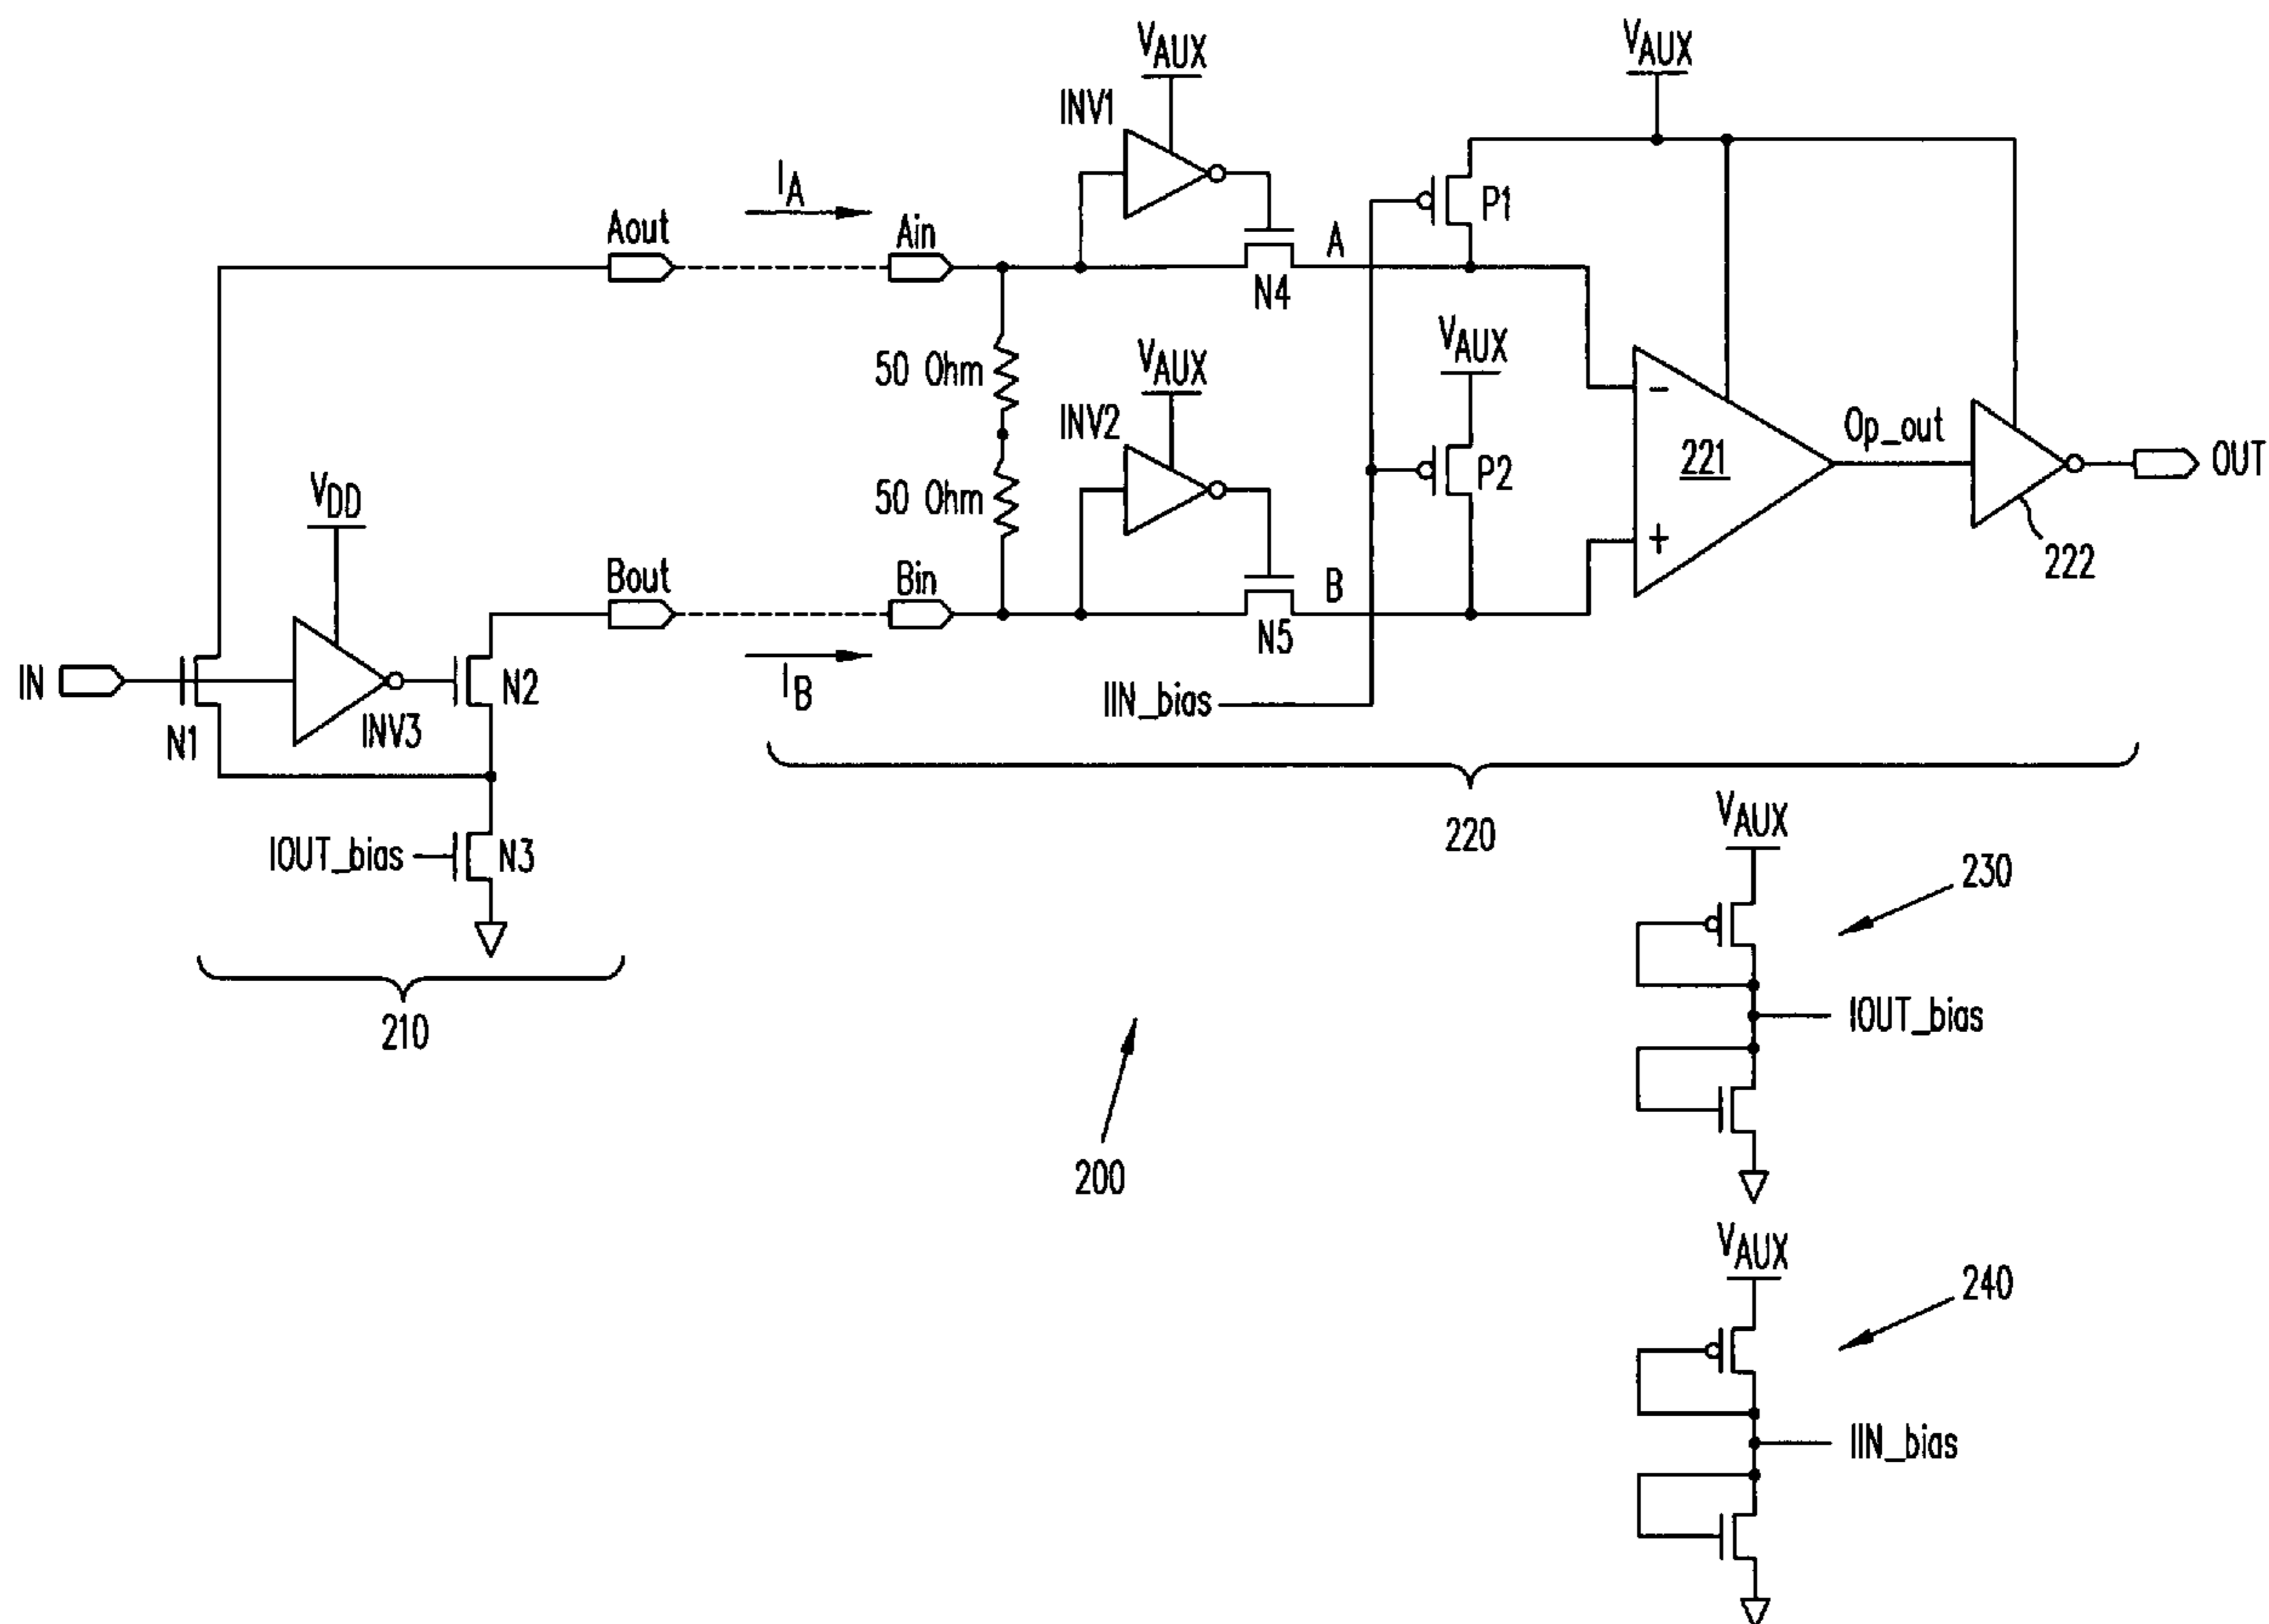 VAUX
VAUX
INV1
IA
P1
Aout
Ain
A
N4
50 Ohm
VAUX
VAUX
INV2
−
Op_out
221
OUT
P2
50 Ohm
VDD
+
222
Bout
Bin
B
N5
IN
N2
IB
IIN_bias
N1
INV3
220
IOUT_bias
N3
VAUX
230
210
IOUT_bias
200
VAUX
240
IIN_bias